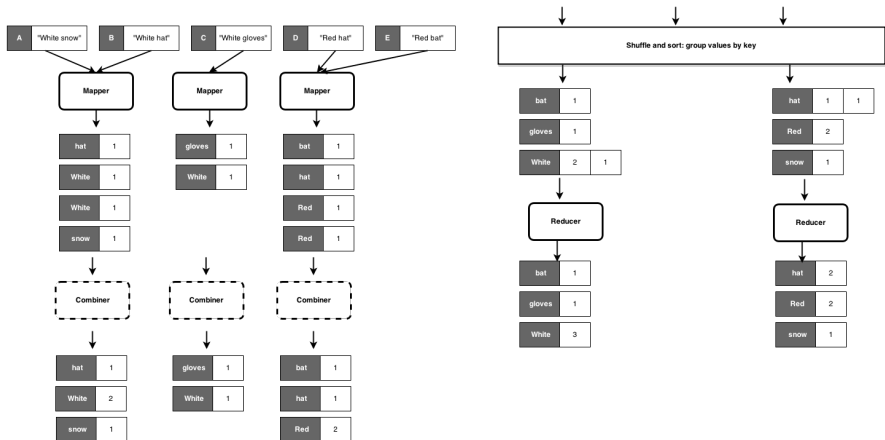 A "White snow" B "White hat" C "White gloves" D "Red hat" E "Red bat"
Mapper Mapper Mapper
hat 1 gloves 1 bat 1
White 1 White 1 hat 1
White 1 Red 1
snow 1 Red 1
Combiner Combiner Combiner
hat 1 gloves 1 bat 1
White 2 White 1 hat 1
snow 1 Red 2
Shuffle and sort: group values by key
bat 1 hat 1 1
gloves 1 Red 2
White 2 1 snow 1
Reducer Reducer
bat 1 hat 2
gloves 1 Red 2
White 3 snow 1